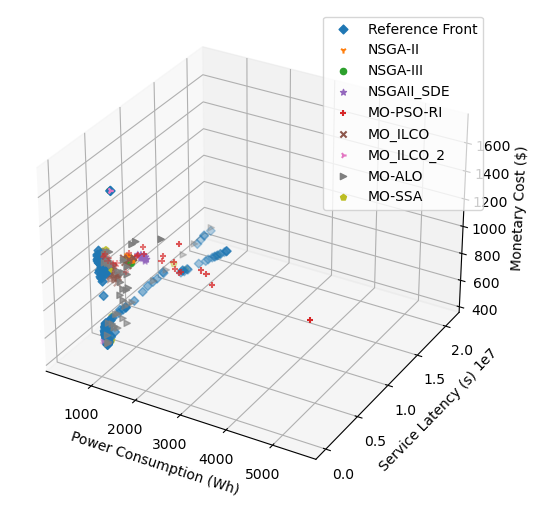 Reference Front
NSGA-II
NSGA-III
NSGAII_SDE
MO-PSO-RI
MO_ILCO
MO_ILCO_2
MO-ALO
MO-SSA
1600
1400
1200
1000
800
600
400
Monetary Cost ($)
1e7
2.0
1.5
1.0
0.5
0.0
Service Latency (s)
1000
2000
3000
4000
5000
Power Consumption (Wh)